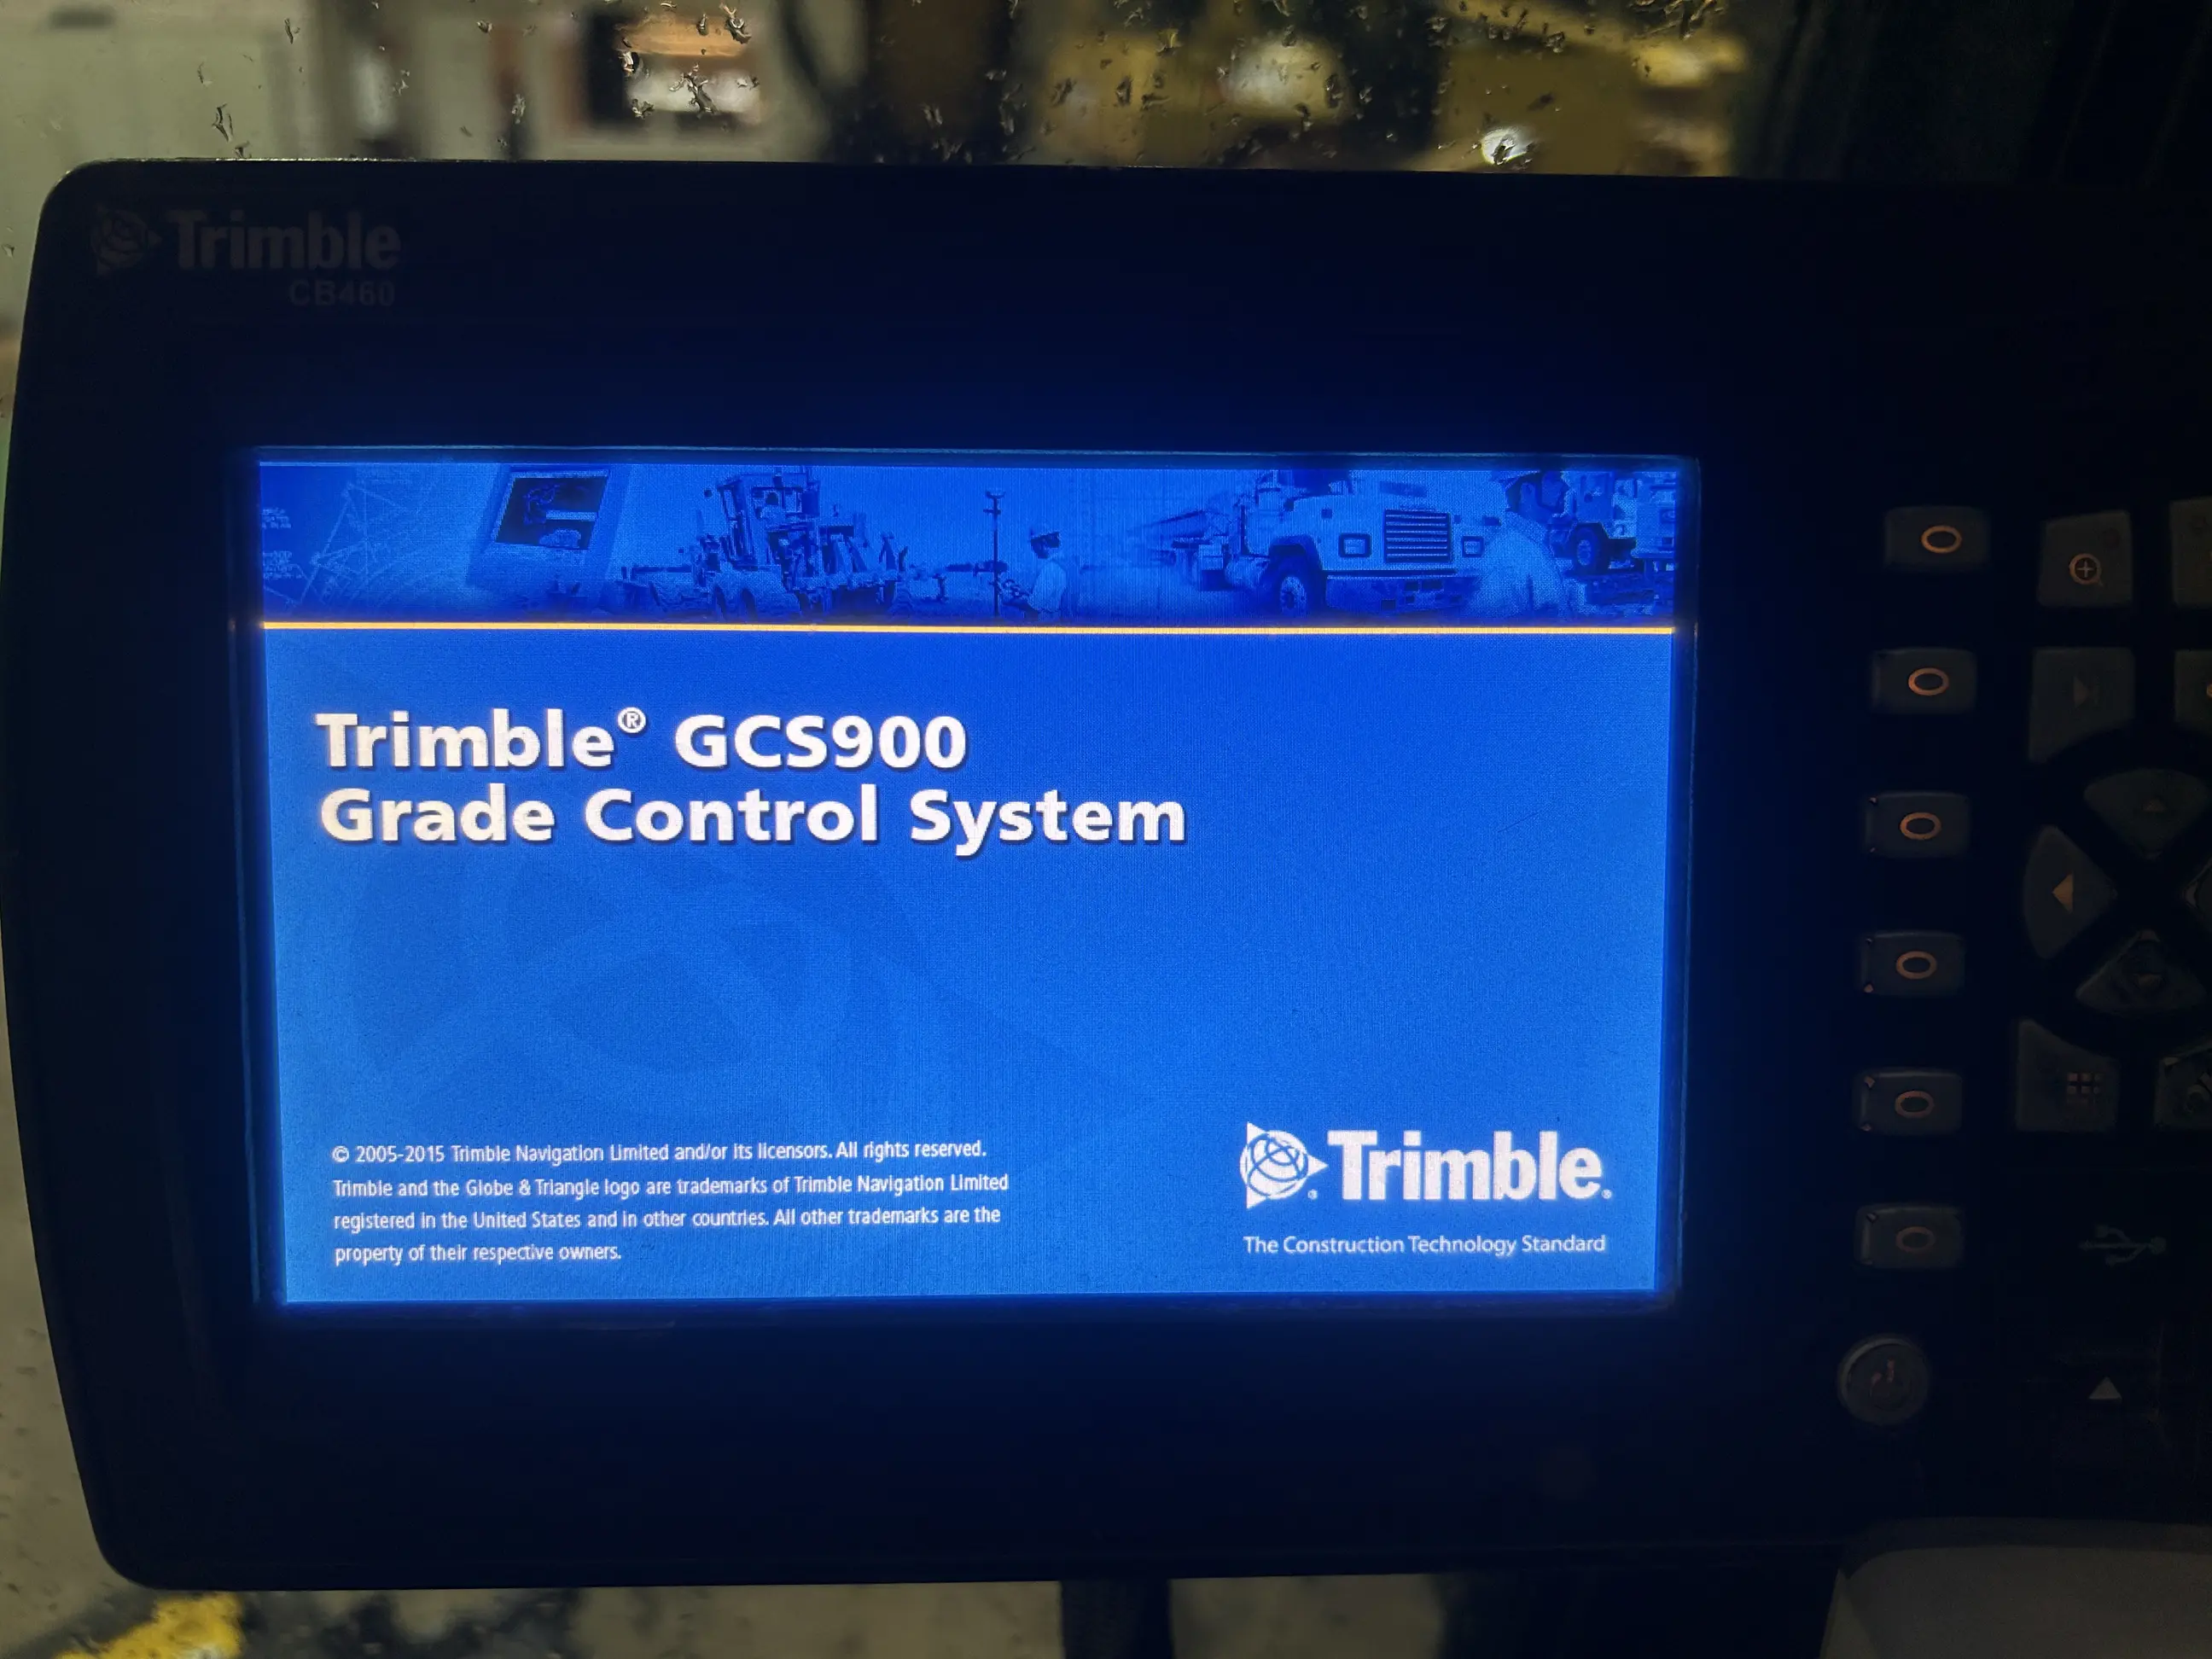 Trimble
CB460
Trimble® GCS900
Grade Control System
© 2005-2015 Trimble Navigation Limited and/or its licensors. All rights reserved.
Trimble and the Globe & Triangle logo are trademarks of Trimble Navigation Limited
registered in the United States and in other countries. All other trademarks are the
property of their respective owners.
Trimble.
The Construction Technology Standard